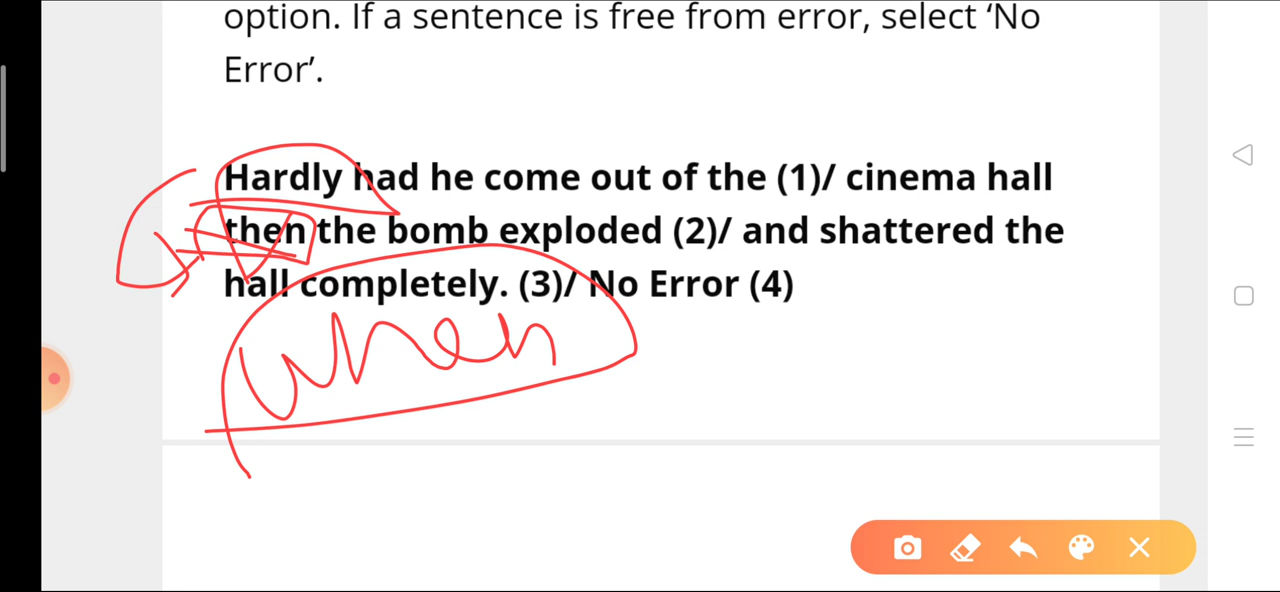 option. If a sentence is free from error, select ‘No
Error’.
Hardly had he come out of the (1)/ cinema hall
then the bomb exploded (2)/ and shattered the
hall completely. (3)/ No Error (4)
When